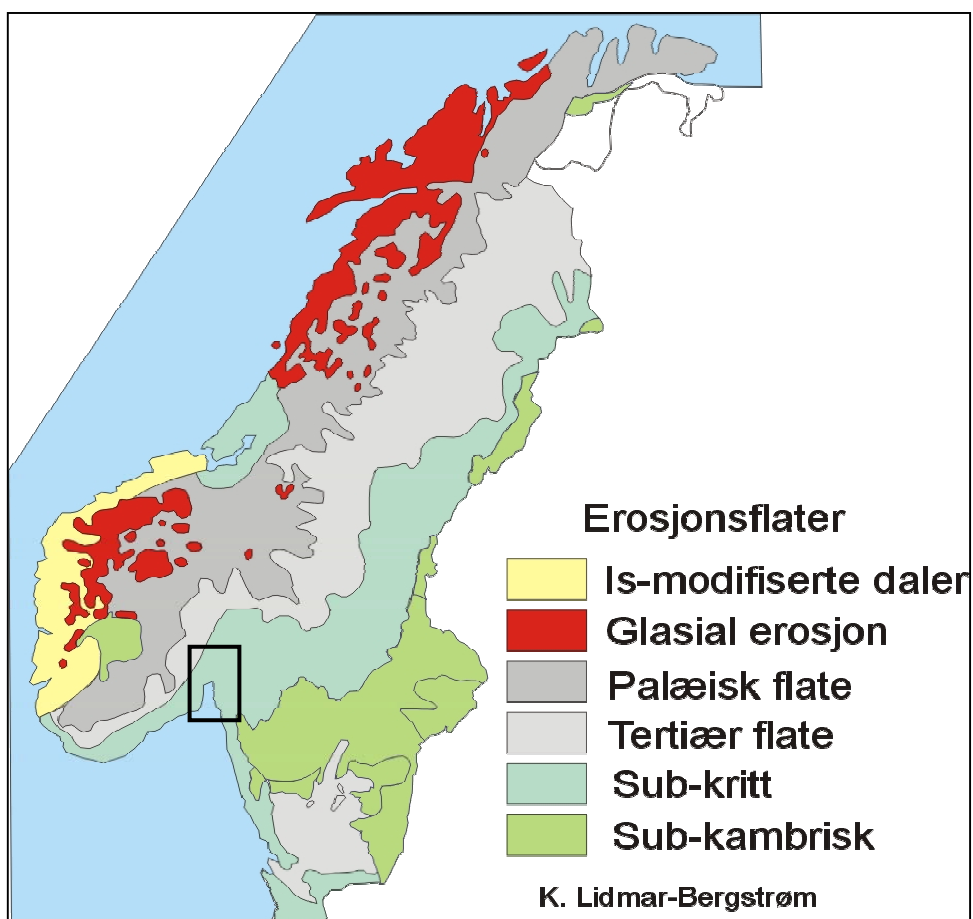 Erosjonsflater
Is-modifiserte daler
Glasial erosjon
Palæisk flate
Tertiær flate
Sub-kritt
Sub-kambrisk
K. Lidmar-Bergstrøm